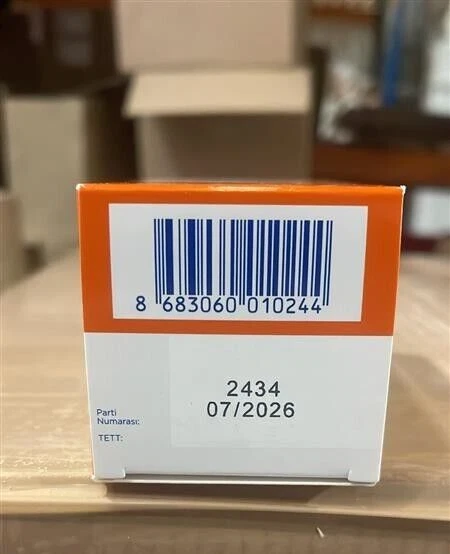 8 683060 010244
2434
07/2026
Parti
Numarası:
TETT: